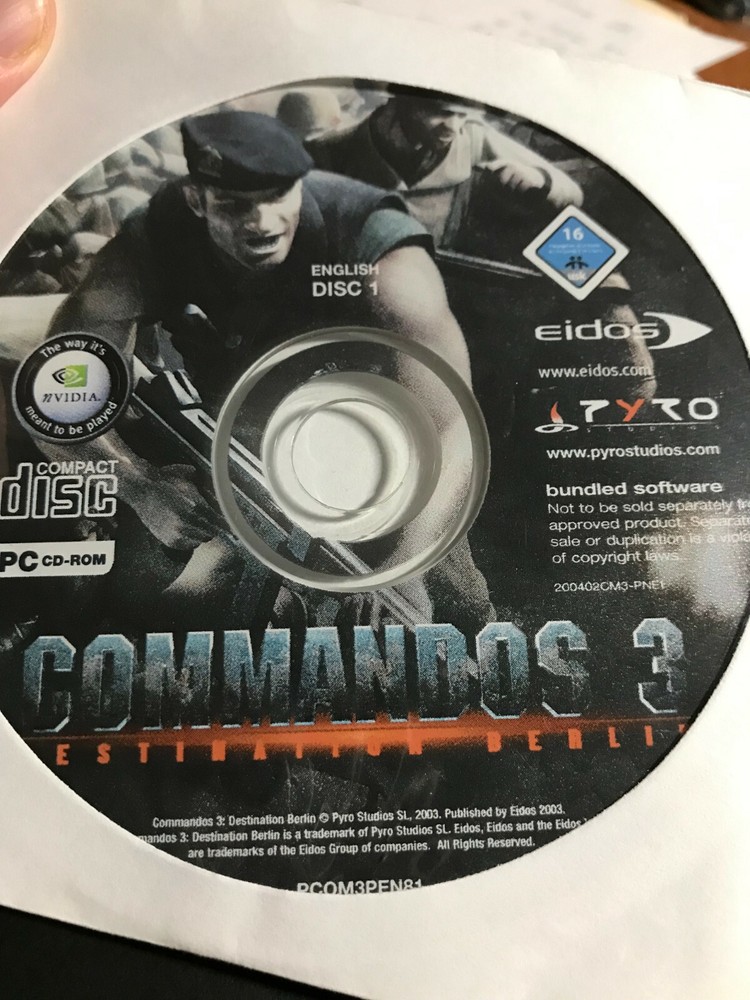 ENGLISH
DISC 1
16
usk
eidos
www.eidos.com
The way it's
nVIDIA.
meant to be played
PYRO
STUDIOS
www.pyrostudios.com
COMPACT
disc
PC CD-ROM
bundled software
Not to be sold separately
approved product.
sale or duplication is a
of copyright laws.
COMMANDOS 3
ESTINATION BERLI
Commandos 3: Destination Berlin © Pyro Studios SL, 2003. Published by Eidos 2003.
mandos 3: Destination Berlin is a trademark of Pyro Studios SL. Eidos, Eidos and the Eidos
are trademarks of the Eidos Group of companies. All Rights Reserved.
PCOM3PEN81